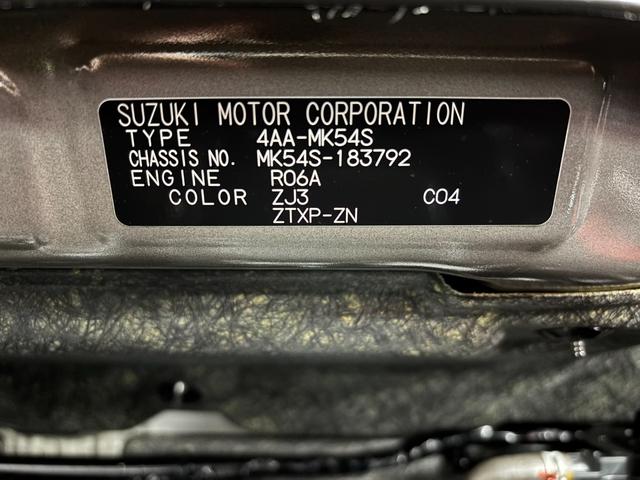 SUZUKI MOTOR CORPORATION
TYPE 4AA-MK54S
CHASSIS NO. MK54S-183792
ENGINE R06A
COLOR ZJ3 C04
ZTXP-ZN